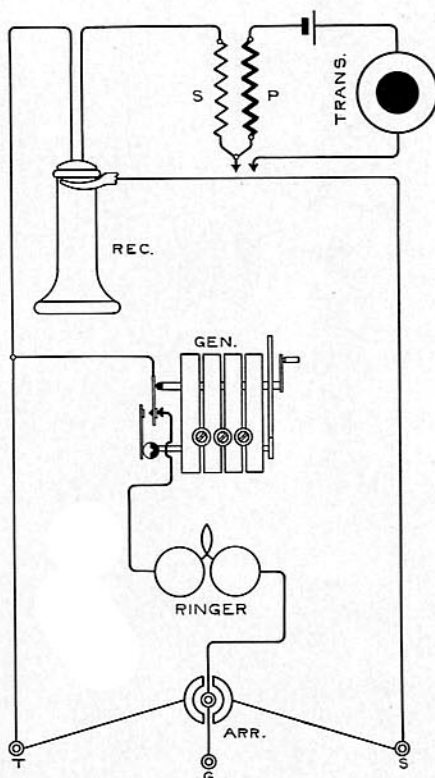 S
P
TRANS.
REC.
GEN.
RINGER
ARR.
T
G
S